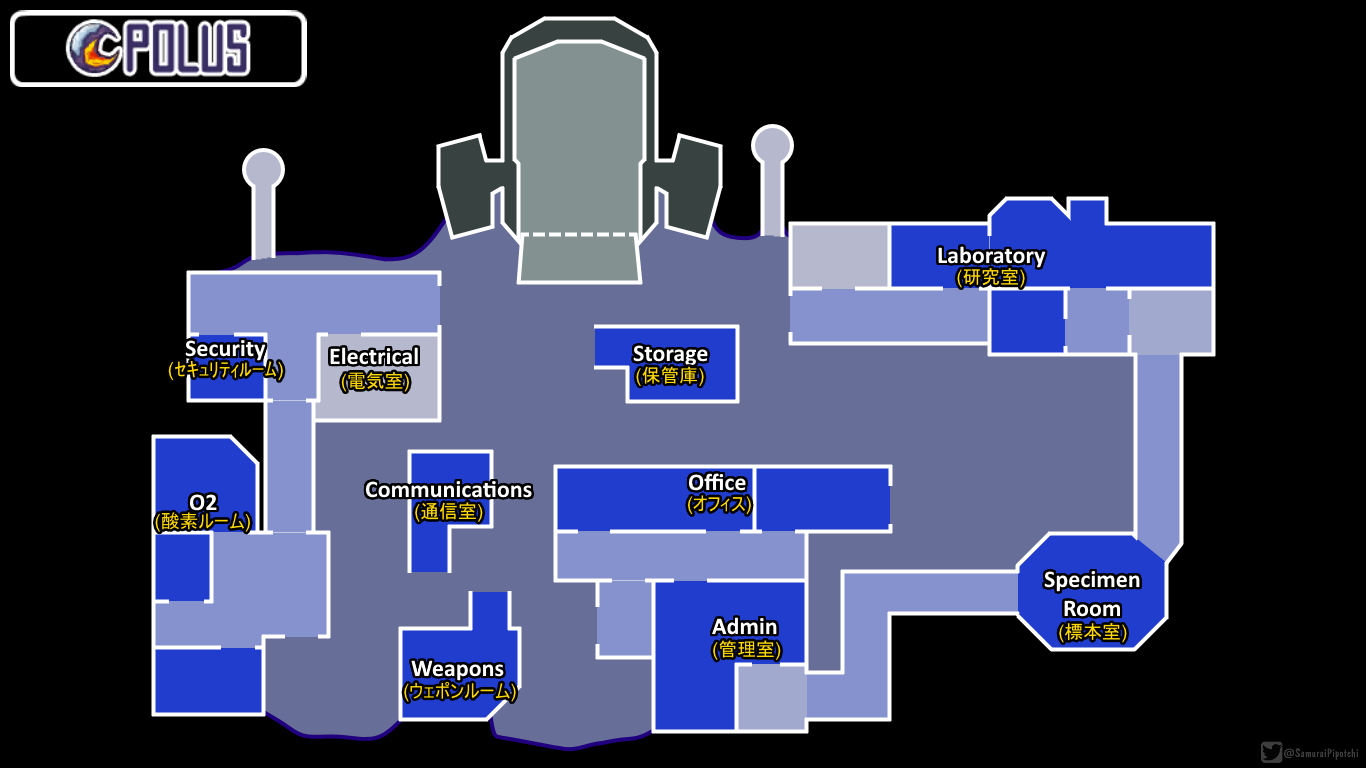 POLUS
Laboratory
(研究室)
Security
(セキュリティルーム)
Electrical
(電気室)
Storage
(保管庫)
O2
(酸素ルーム)
Communications
(通信室)
Office
(オフィス)
Specimen
Room
(標本室)
Admin
(管理室)
Weapons
(ウェポンルーム)
@SamuraiPipotchi